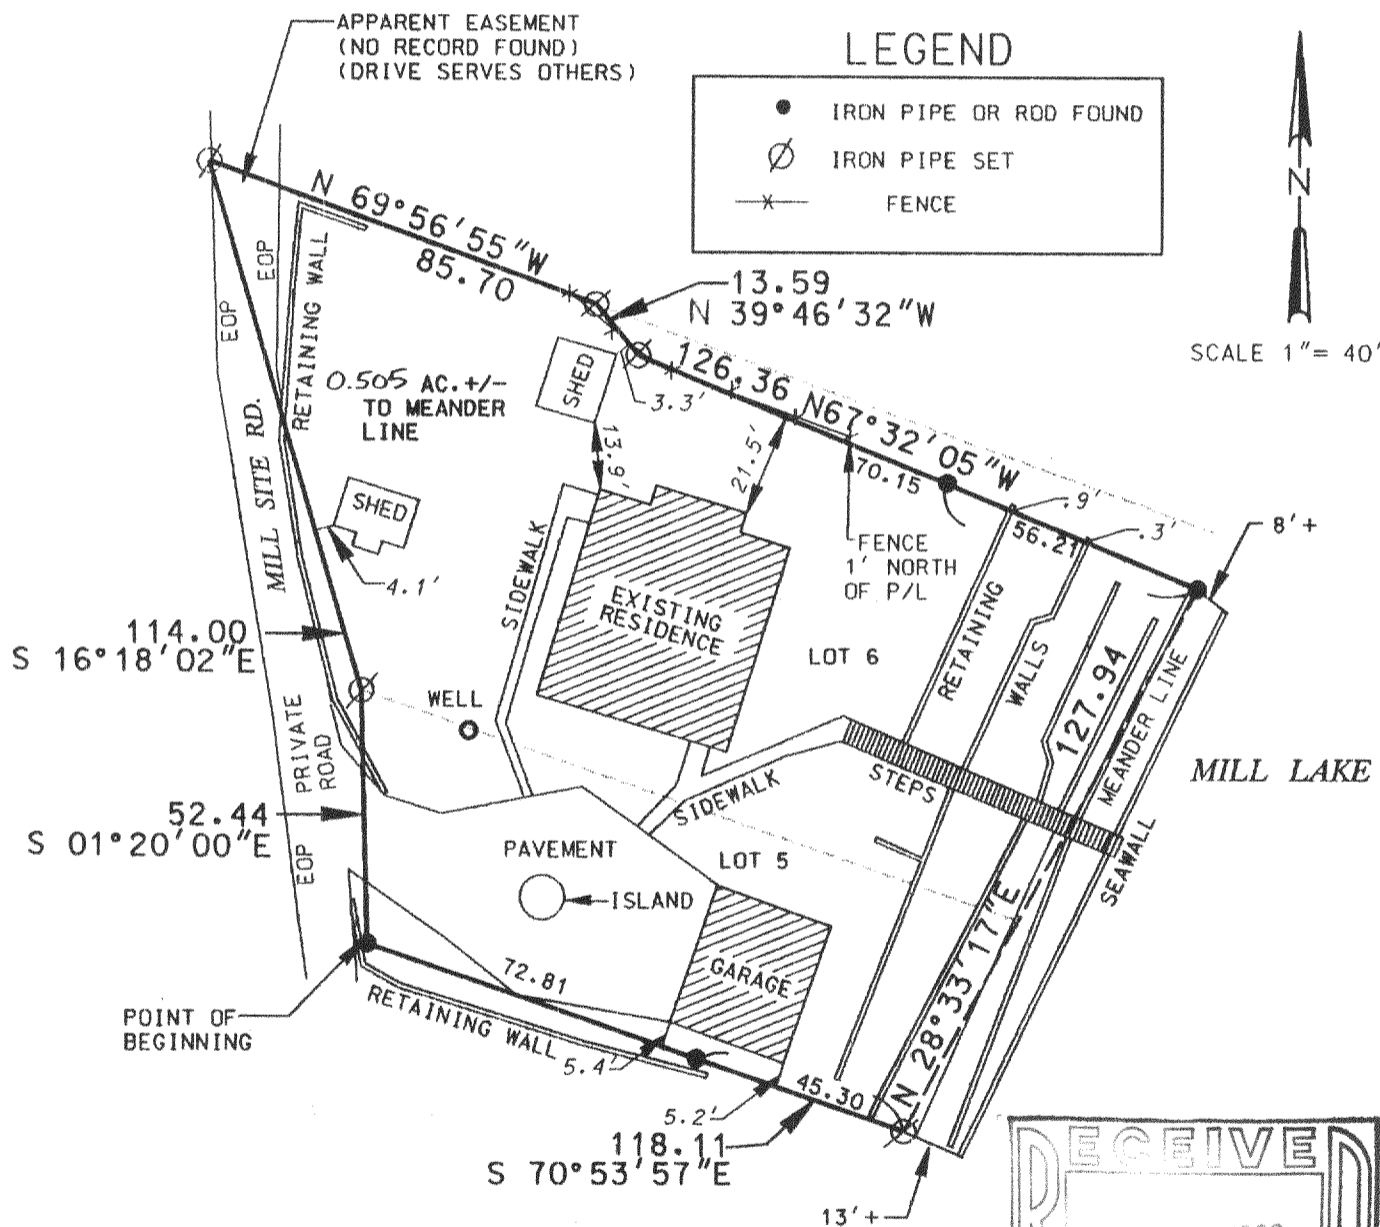 APPARENT EASEMENT
(NO RECORD FOUND)
(DRIVE SERVES OTHERS)
LEGEND
IRON PIPE OR ROD FOUND
IRON PIPE SET
FENCE
N
SCALE 1"= 40'
N 69°56'55"W
85.70
13.59
N 39°46'32"W
126.36 N67°32'05"W
70.15
56.21
.9'
.3'
8'+
EOP
EOP
RETAINING WALL
0.505 AC.+/-
TO MEANDER
LINE
SHED
3.3'
13.9'
21.5'
FENCE
1' NORTH
OF P/L
MILL SITE RD.
SHED
4.1'
SIDEWALK
EXISTING
RESIDENCE
LOT 6
RETAINING
WALLS
127.94
MEANDER LINE
114.00
S 16°18'02"E
WELL
PRIVATE
ROAD
SIDEWALK
STEPS
MILL LAKE
52.44
S 01°20'00"E
EOP
PAVEMENT
LOT 5
ISLAND
SEAWALL
N 28°33'17"E
GARAGE
72.81
RETAINING WALL
POINT OF
BEGINNING
5.4'
5.2'
45.30
118.11
S 70°53'57"E
13'+
RECEIVED